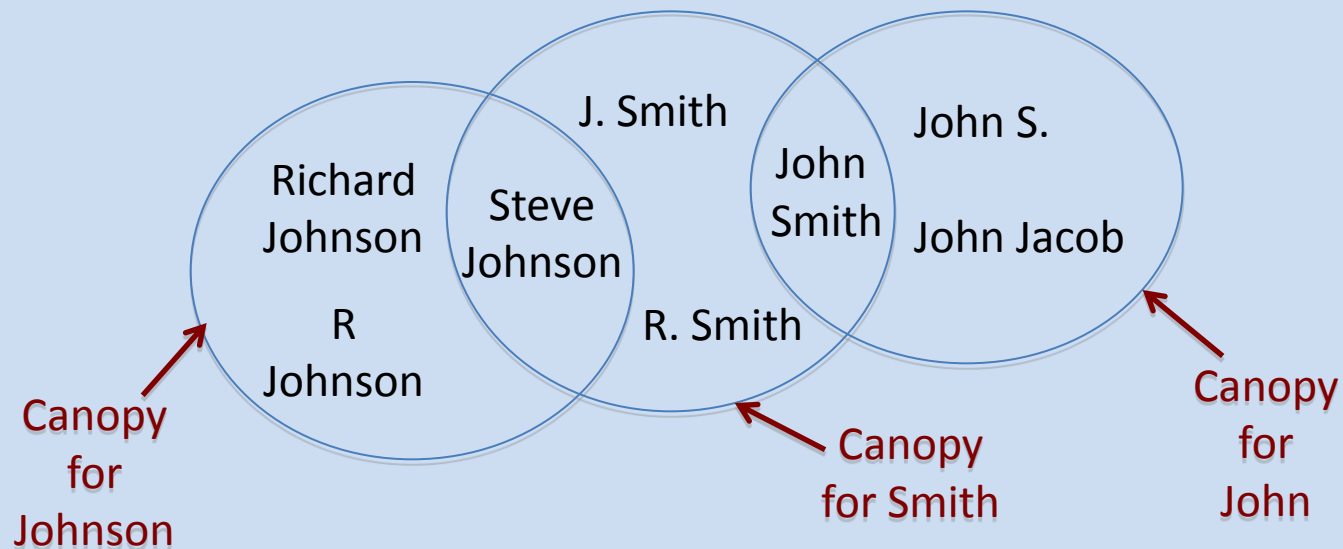 Richard
Johnson
R
Johnson
Steve
Johnson
J. Smith
R. Smith
John
Smith
John S.
John Jacob
Canopy
for
Johnson
Canopy
for Smith
Canopy
for
John